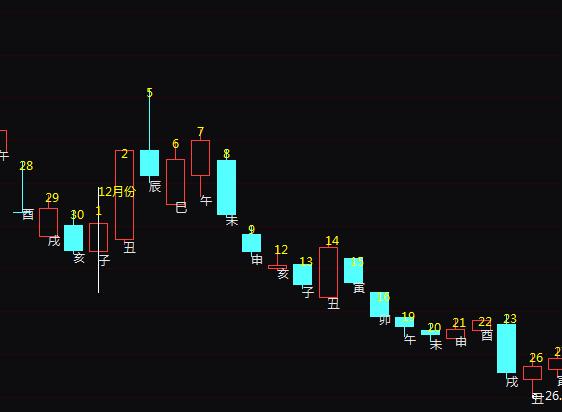 午
28
酉
29
戌
30
亥
12月份
1
子
2
丑
5
辰
6
巳
7
午
8
未
9
申
12
亥
13
子
14
丑
15
寅
16
卯
19
午
20
未
21
申
22
酉
23
戌
26
丑
26.